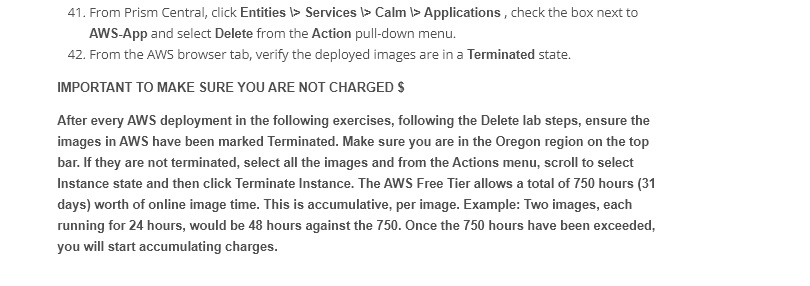 41. From Prism Central, click Entities \> Services \> Calm \> Applications , check the box next to
AWS-App and select Delete from the Action pull-down menu.
42. From the AWS browser tab, verify the deployed images are in a Terminated state.
IMPORTANT TO MAKE SURE YOU ARE NOT CHARGED $
After every AWS deployment in the following exercises, following the Delete lab steps, ensure the
images in AWS have been marked Terminated. Make sure you are in the Oregon region on the top
bar. If they are not terminated, select all the images and from the Actions menu, scroll to select
Instance state and then click Terminate Instance. The AWS Free Tier allows a total of 750 hours (31
days) worth of online image time. This is accumulative, per image. Example: Two images, each
running for 24 hours, would be 48 hours against the 750. Once the 750 hours have been exceeded,
you will start accumulating charges.